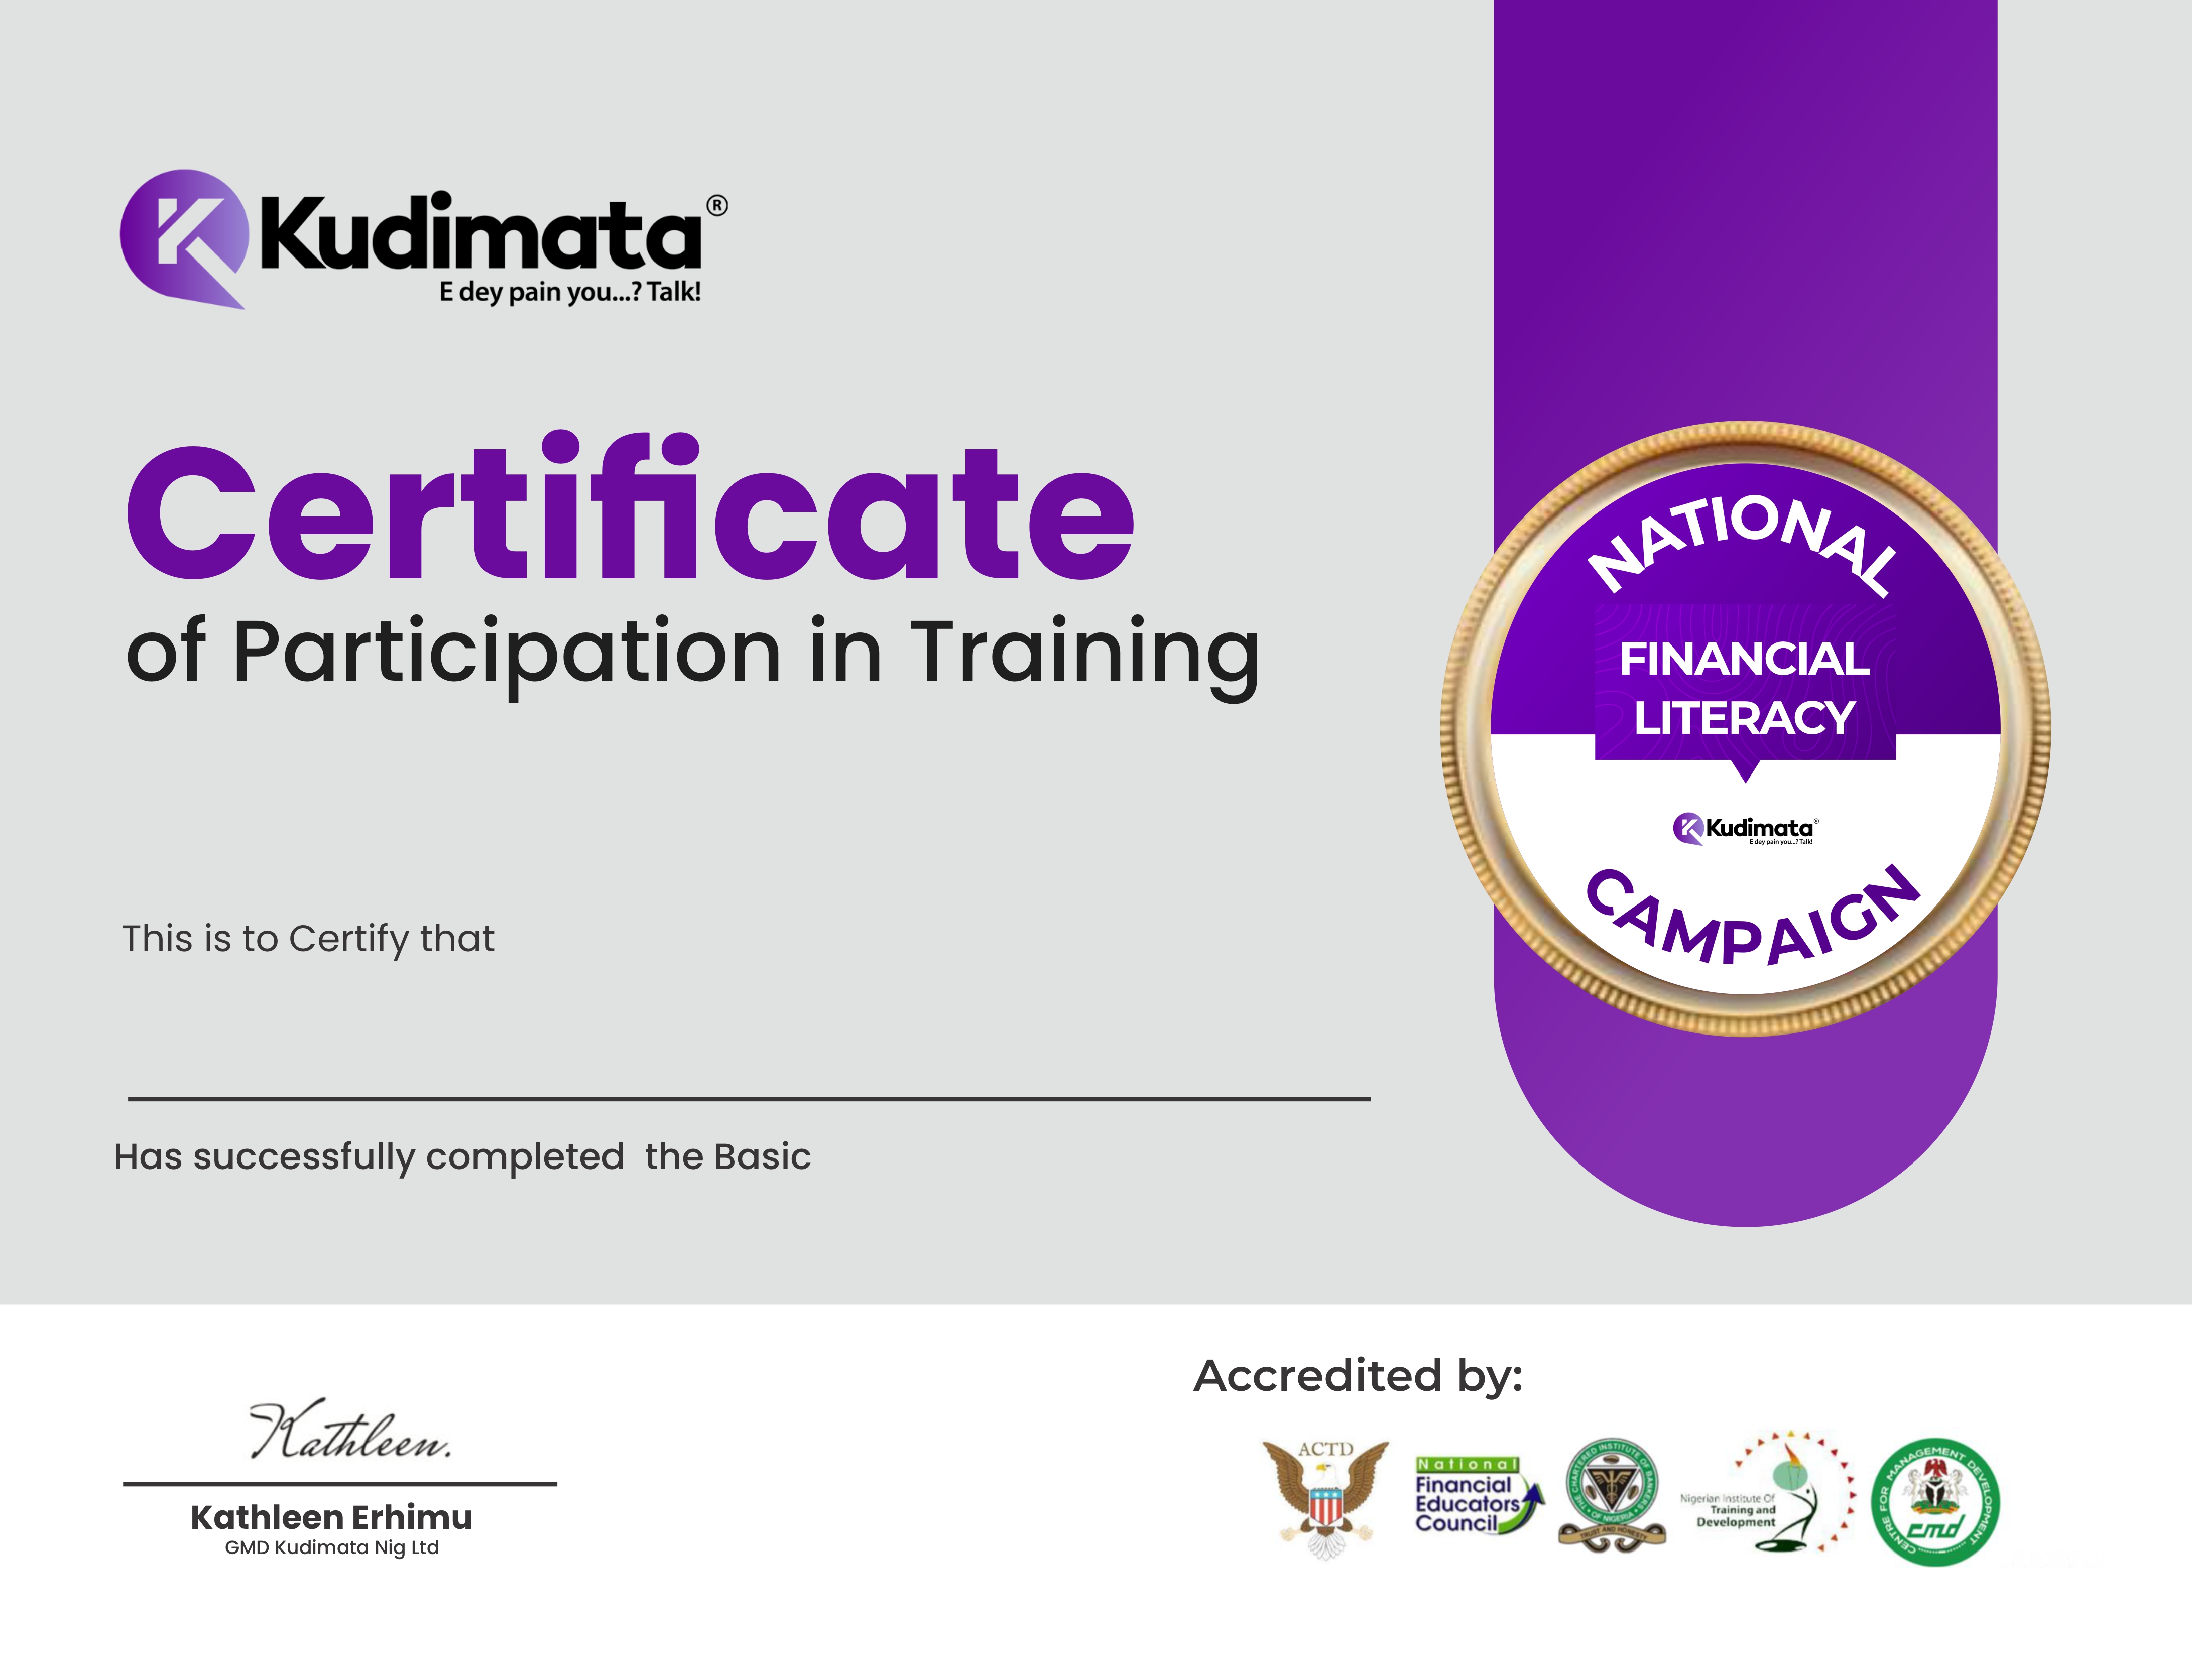 Kudimata®
E dey pain you...? Talk!
Certificate
of Participation in Training
NATIONAL
FINANCIAL
LITERACY
Kudimata®
E dey pain you...? Talk!
CAMPAIGN
This is to Certify that
Has successfully completed  the Basic
Kathleen.
Kathleen Erhimu
GMD Kudimata Nig Ltd
Accredited by:
ACTD
National
Financial
Educators
Council
THE CHARTERED INSTITUTE OF BANKERS
OF NIGERIA
TRUST AND HONESTY
Nigerian Institute Of
Training and
Development
CENTRE FOR MANAGEMENT DEVELOPMENT
cmd